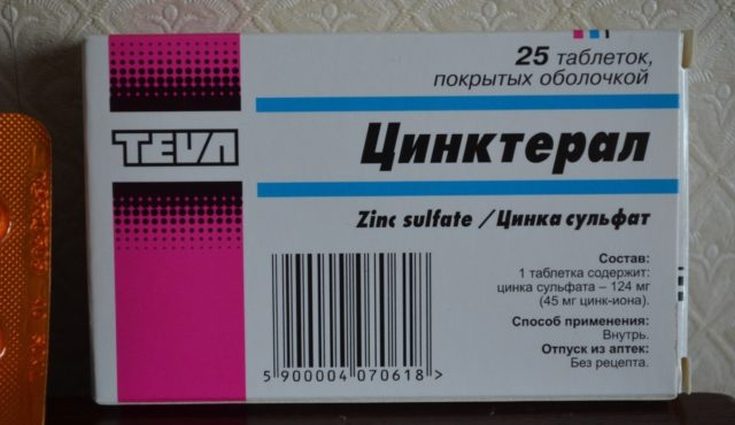 25 таблеток,
покрытых оболочкой
TEVA
Цинктерал
Zinc sulfate / Цинка сульфат
Состав:
1 таблетка содержит:
цинка сульфата – 124 мг
(45 мг цинк-иона).
Способ применения:
Внутрь.
Отпуск из аптек:
Без рецепта.
5 900004 070618 >